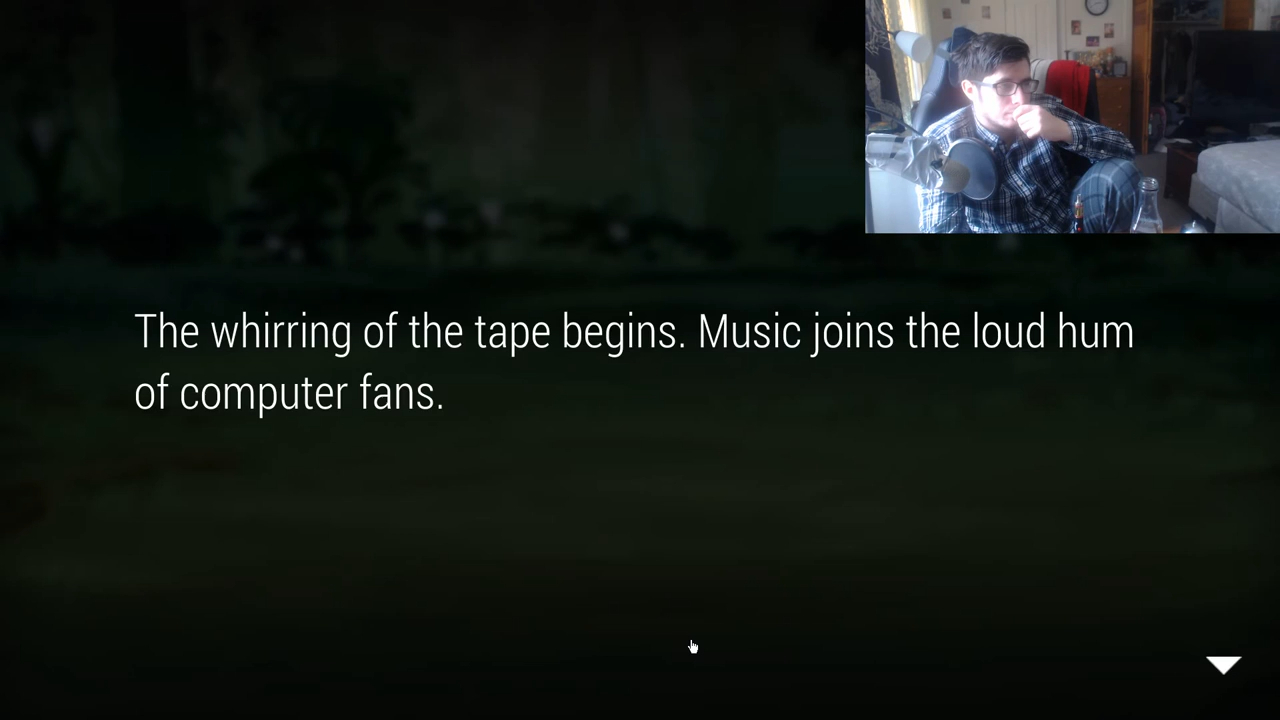 The whirring of the tape begins. Music joins the loud hum
of computer fans.